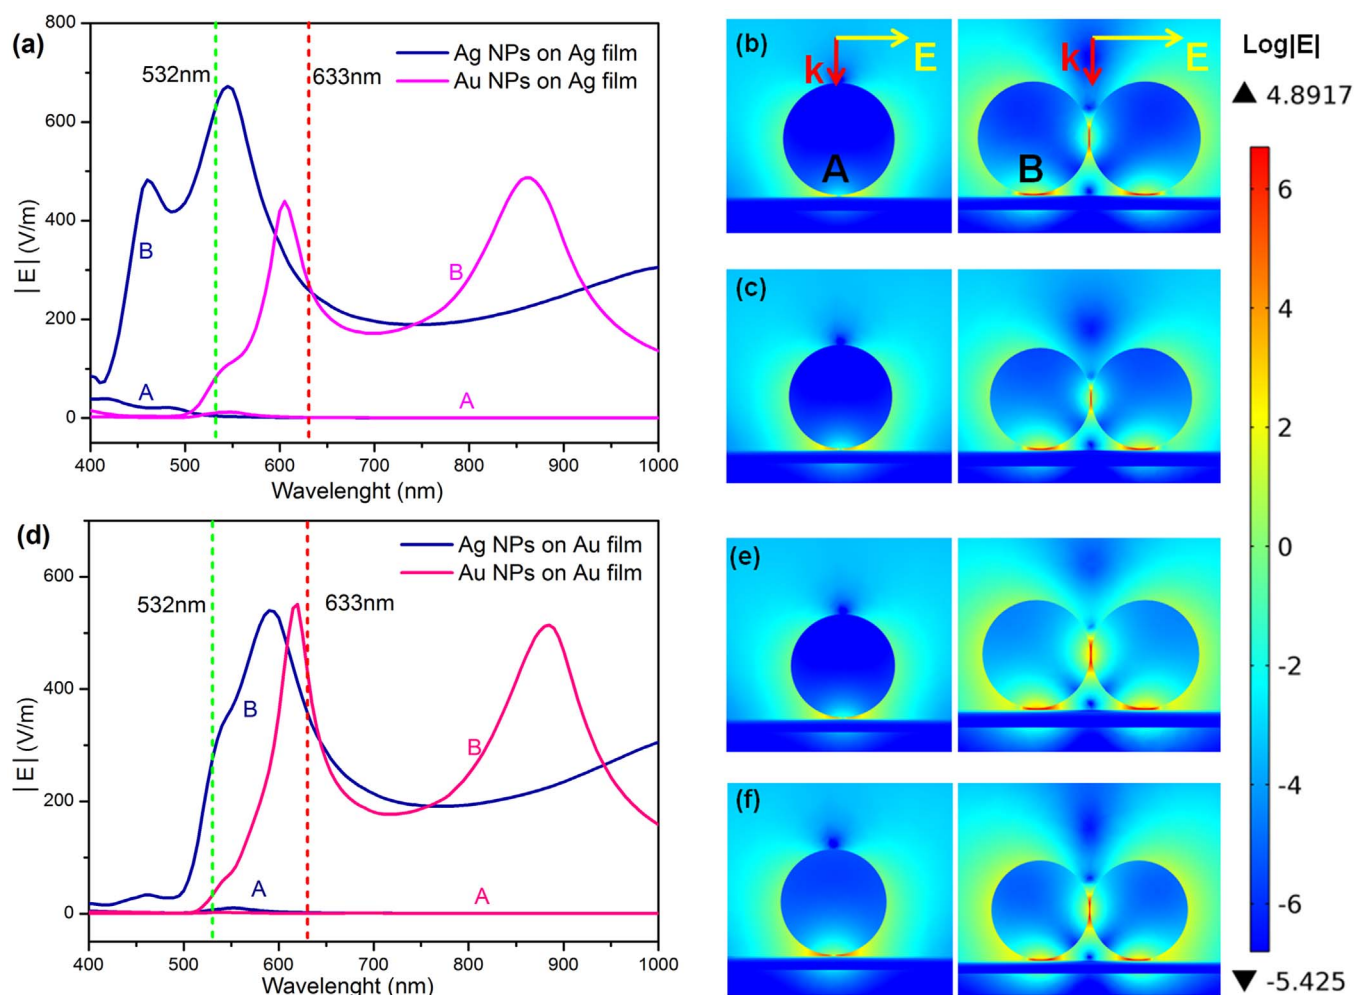 (a)
800
600
400
200
0
|E| (V/m)
Ag NPs on Ag film
Au NPs on Ag film
532nm
633nm
B
B
A
A
400 500 600 700 800 900 1000
Wavelenght (nm)
(b)
k
E
A
k
E
B
Log|E|
▲ 4.8917
6
4
2
0
-2
-4
-6
▼ -5.425
(c)
(d)
600
400
200
0
|E| (V/m)
Ag NPs on Au film
Au NPs on Au film
532nm
633nm
B
B
A
A
400 500 600 700 800 900 1000
Wavelenght (nm)
(e)
(f)